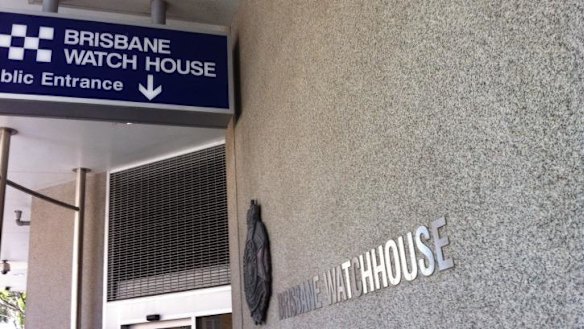 BRISBANE
WATCH HOUSE
blic Entrance
BRISBANE WATCHHOUSE